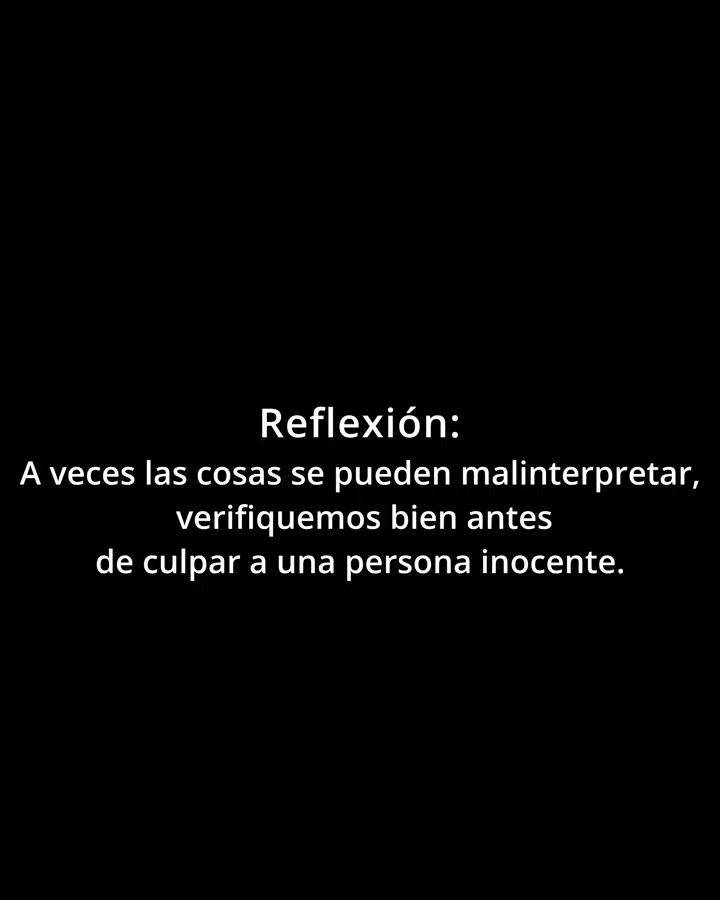 Reflexión:
A veces las cosas se pueden malinterpretar,
verifiquemos bien antes
de culpar a una persona inocente.